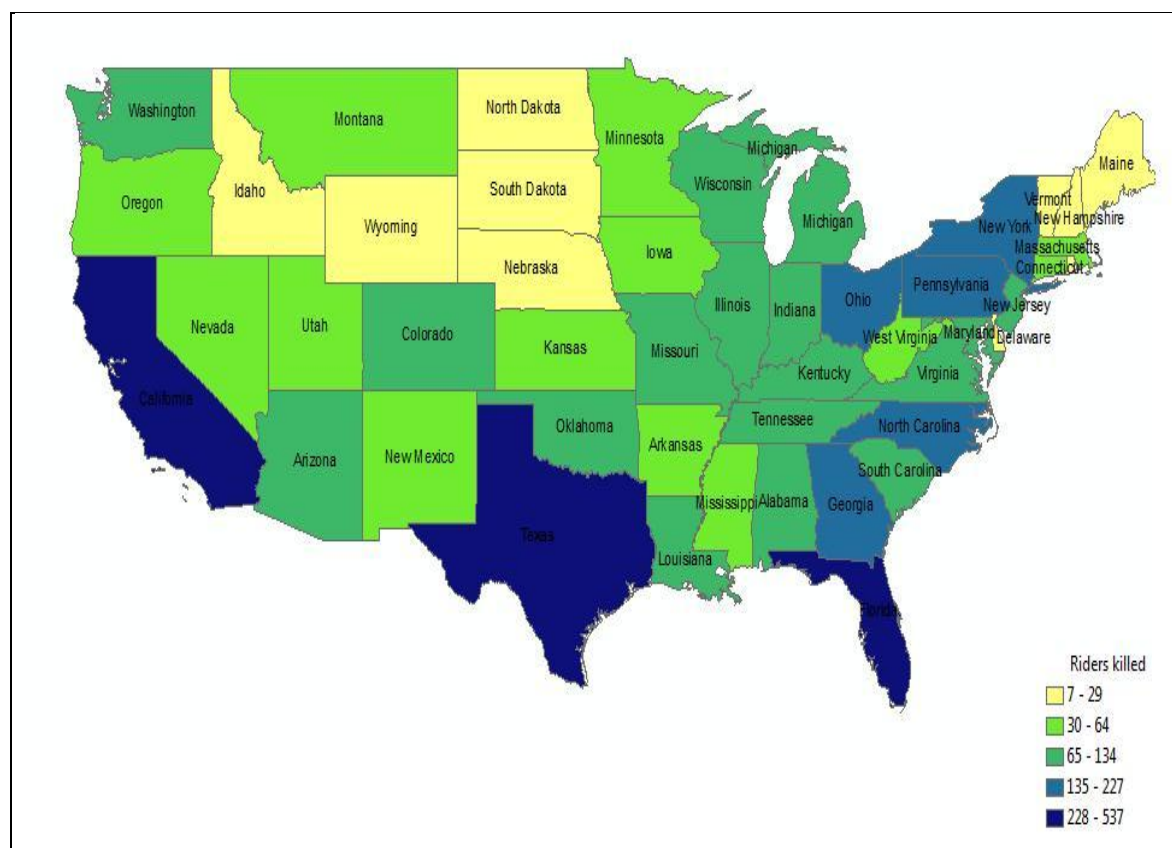 Washington
Montana
North Dakota
Minnesota
Michigan
Maine
Idaho
Oregon
South Dakota
Wisconsin
Michigan
Vermont
New Hampshire
Wyoming
New York
Massachusetts
Nebraska
Iowa
Connecticut
Pennsylvania
Nevada
Utah
Colorado
Kansas
Missouri
Illinois
Indiana
Ohio
New Jersey
West Virginia
Maryland
Delaware
Kentucky
Virginia
California
Tennessee
North Carolina
Arizona
New Mexico
Oklahoma
Arkansas
South Carolina
Mississippi
Alabama
Georgia
Texas
Louisiana
Florida
Riders killed
7 - 29
30 - 64
65 - 134
135 - 227
228 - 537